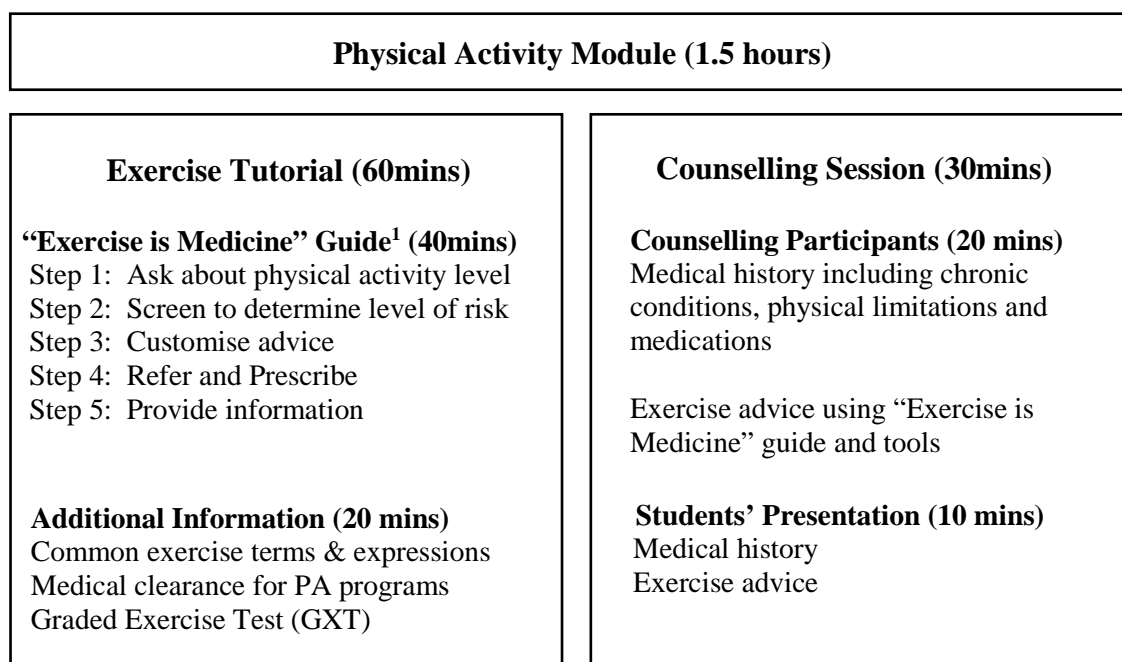 Physical Activity Module (1.5 hours)
Exercise Tutorial (60mins)
“Exercise is Medicine” Guide¹ (40mins)
Step 1: Ask about physical activity level
Step 2: Screen to determine level of risk
Step 3: Customise advice
Step 4: Refer and Prescribe
Step 5: Provide information
Additional Information (20 mins)
Common exercise terms & expressions
Medical clearance for PA programs
Graded Exercise Test (GXT)
Counselling Session (30mins)
Counselling Participants (20 mins)
Medical history including chronic
conditions, physical limitations and
medications
Exercise advice using “Exercise is
Medicine” guide and tools
Students’ Presentation (10 mins)
Medical history
Exercise advice